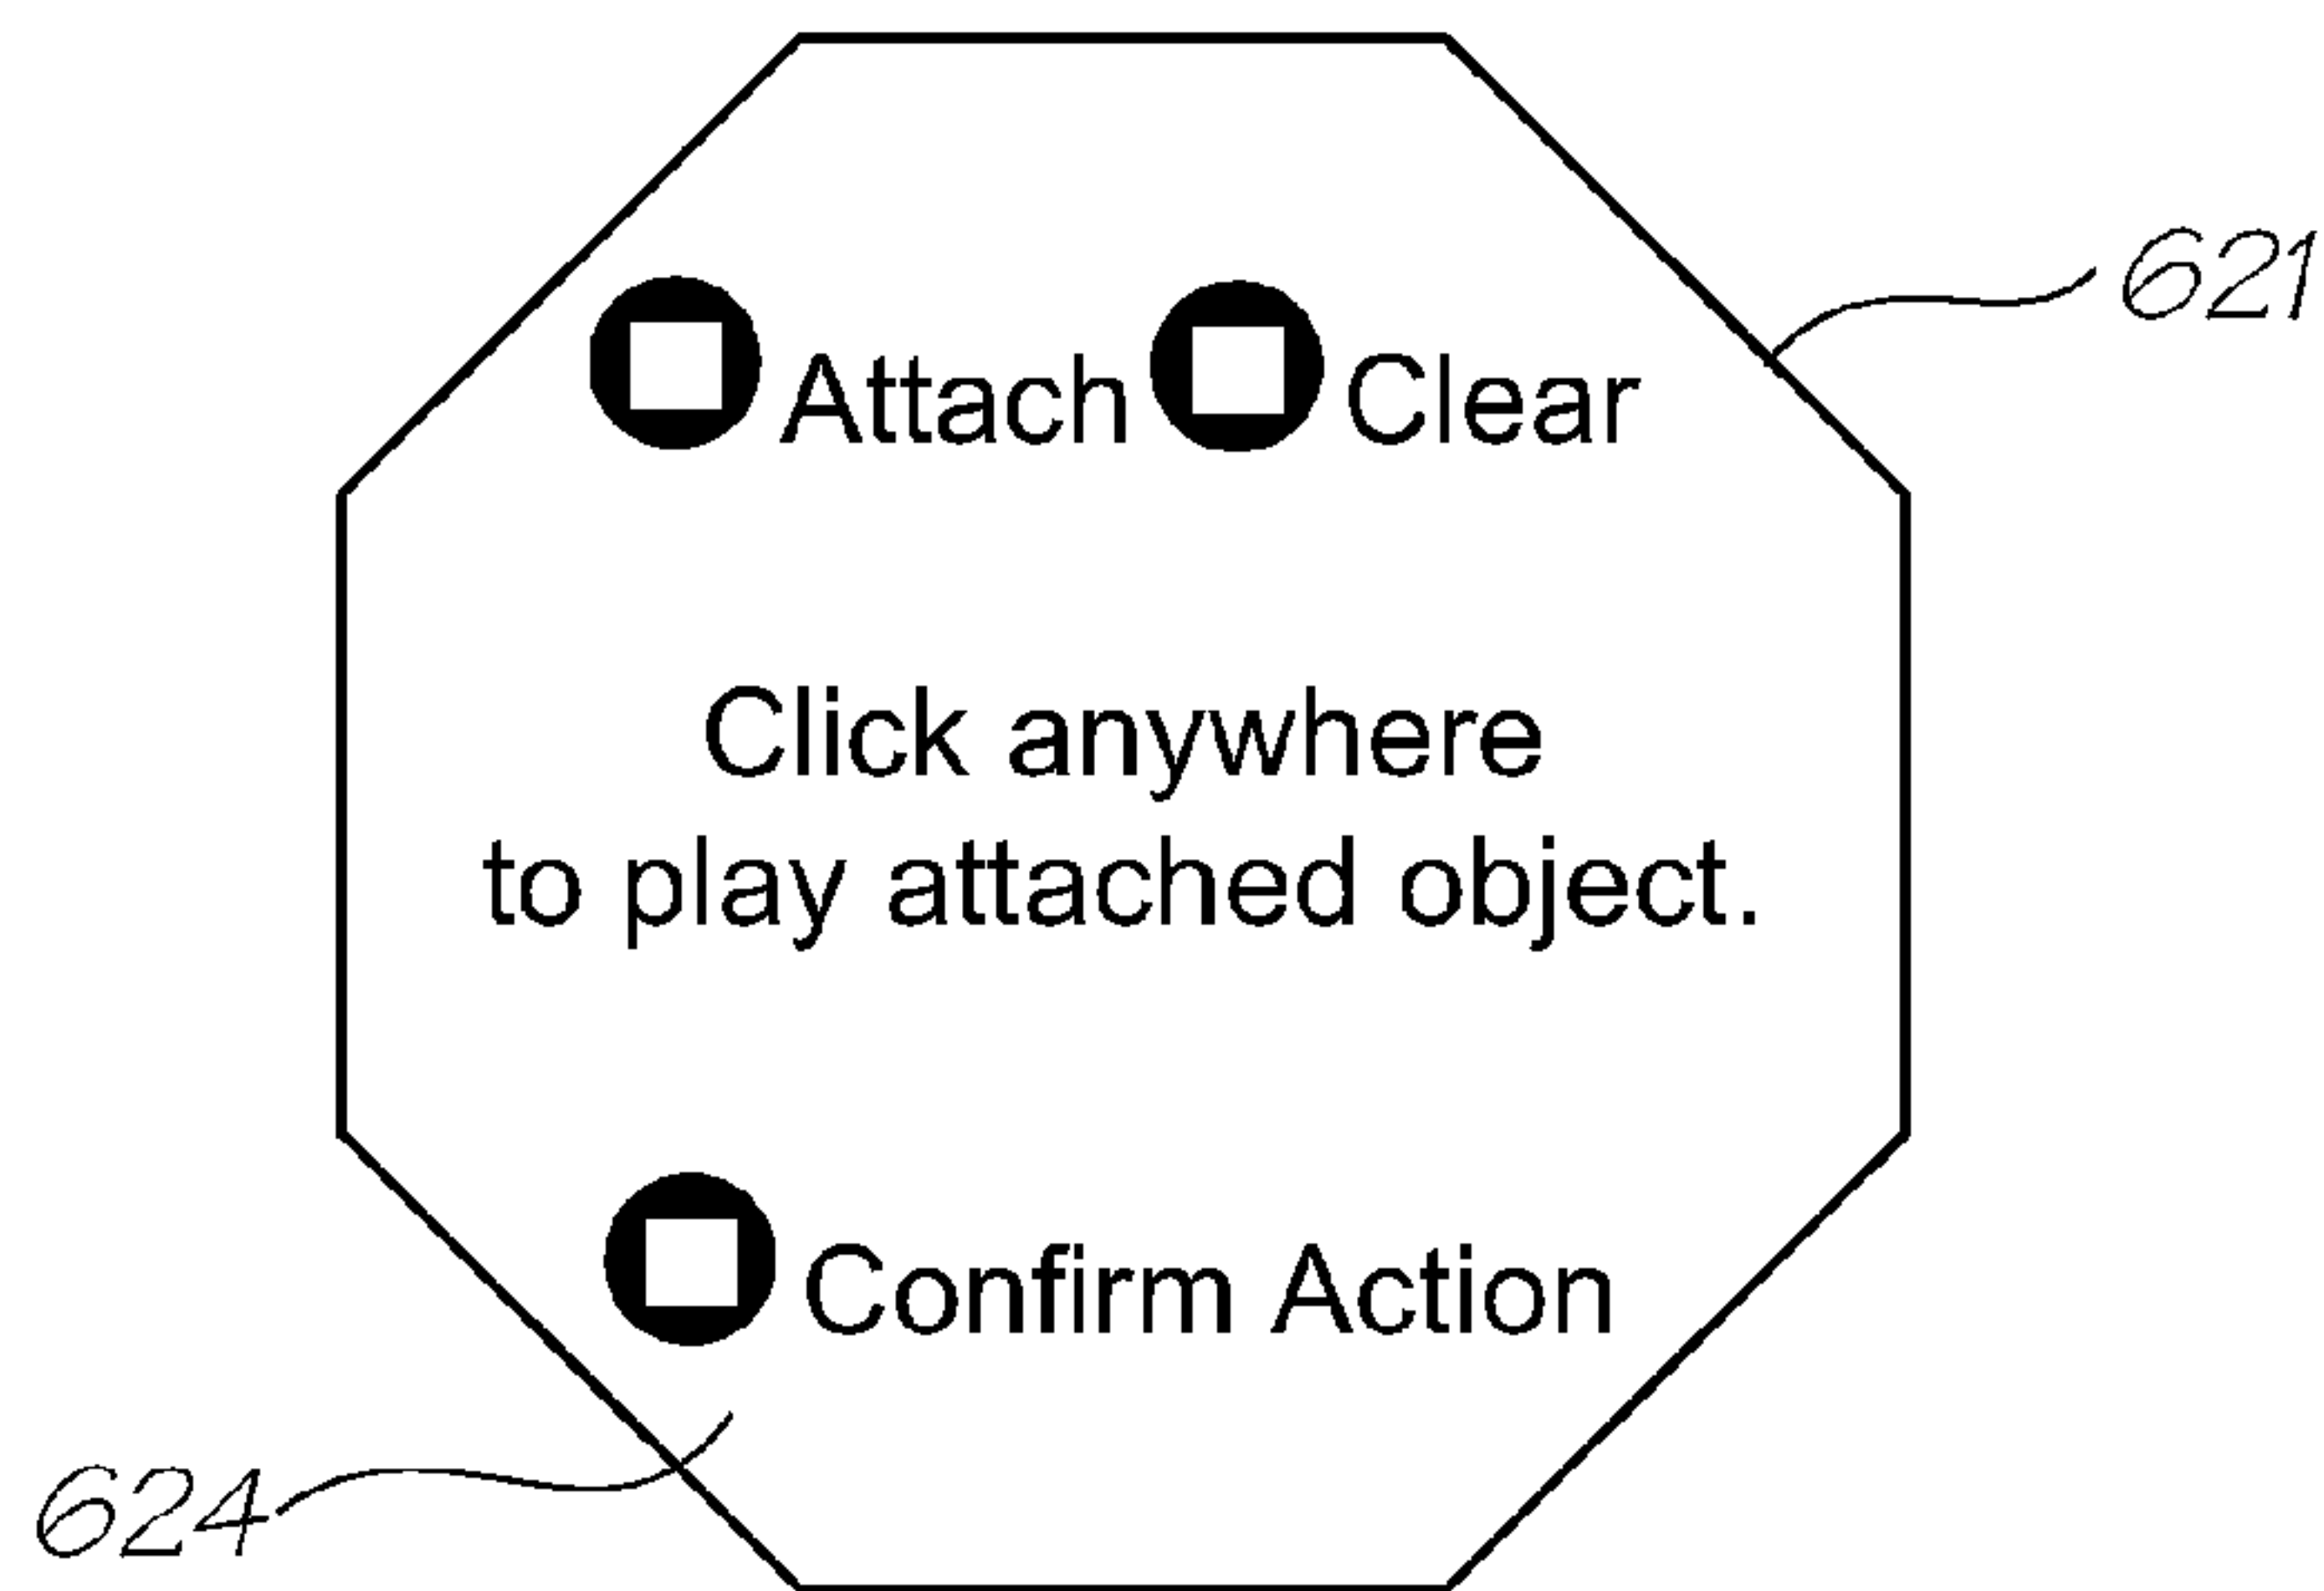 621
Attach Clear
Click anywhere
to play attached object.
Confirm Action
624